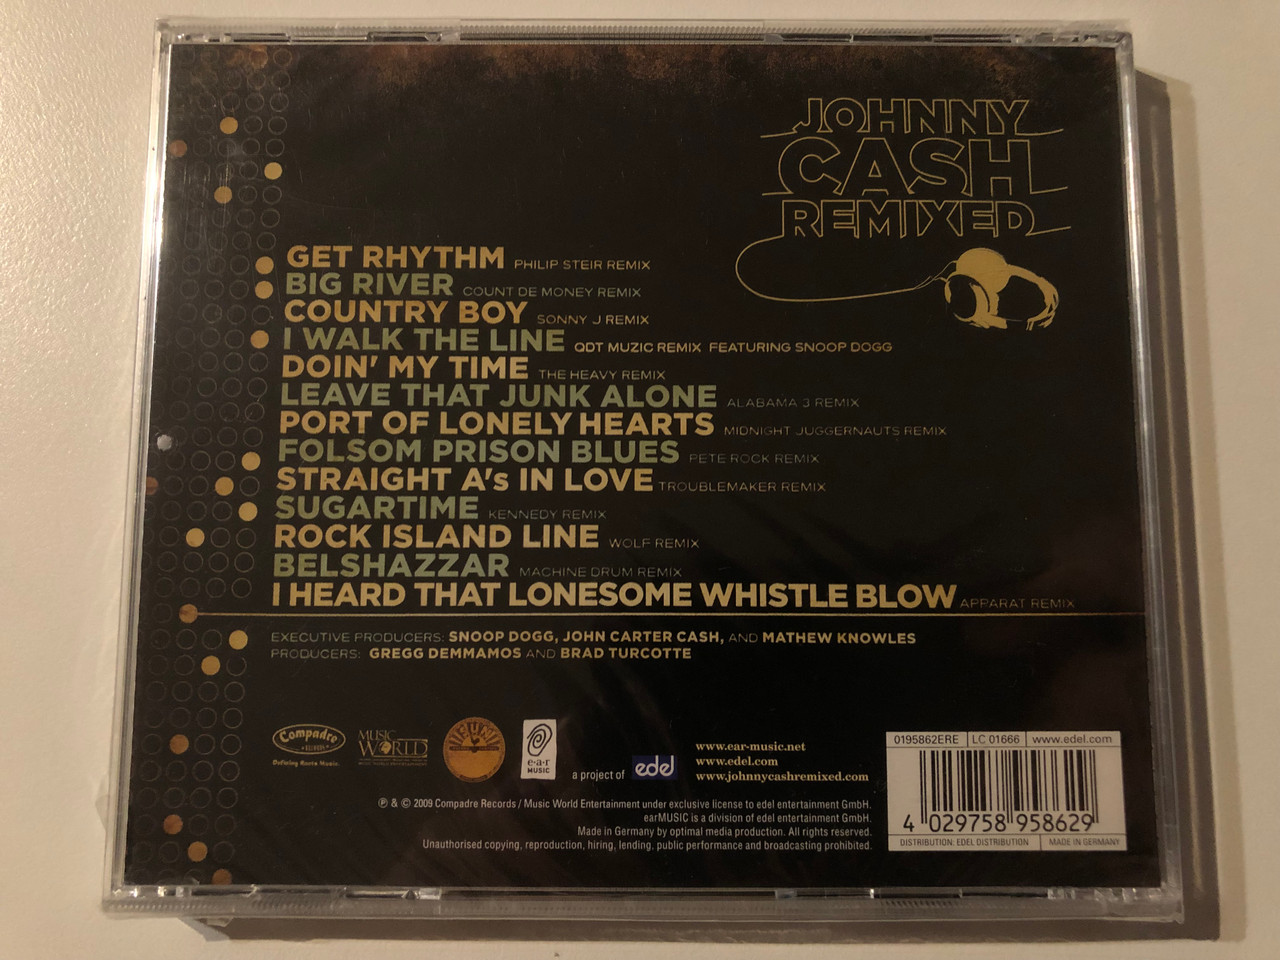 JOHNNY
CASH
REMIXED
GET RHYTHM PHILIP STEIR REMIX
BIG RIVER COUNT DE MONEY REMIX
COUNTRY BOY SONNY J REMIX
I WALK THE LINE QDT MUZIC REMIX FEATURING SNOOP DOGG
DOIN' MY TIME THE HEAVY REMIX
LEAVE THAT JUNK ALONE ALABAMA 3 REMIX
PORT OF LONELY HEARTS MIDNIGHT JUGGERNAUTS REMIX
FOLSOM PRISON BLUES PETE ROCK REMIX
STRAIGHT A's IN LOVE TROUBLEMAKER REMIX
SUGARTIME KENNEDY REMIX
ROCK ISLAND LINE WOLF REMIX
BELSHAZZAR MACHINE DRUM REMIX
I HEARD THAT LONESOME WHISTLE BLOW APPARAT REMIX
EXECUTIVE PRODUCERS: SNOOP DOGG, JOHN CARTER CASH, AND MATHEW KNOWLES
PRODUCERS: GREGG DEMMAMOS AND BRAD TURCOTTE
Compadre
RECORDS
Defining Roots Music
MUSIC
WORLD
SUN
e·a·r
MUSIC
a project of edel
www.ear-music.net
www.edel.com
www.johnnycashremixed.com
℗ & © 2009 Compadre Records / Music World Entertainment under exclusive license to edel entertainment GmbH.
earMUSIC is a division of edel entertainment GmbH.
Made in Germany by optimal media production. All rights reserved.
Unauthorised copying, reproduction, hiring, lending, public performance and broadcasting prohibited.
0195862ERE LC 01666 www.edel.com
4 029758 958629
DISTRIBUTION: EDEL DISTRIBUTION MADE IN GERMANY